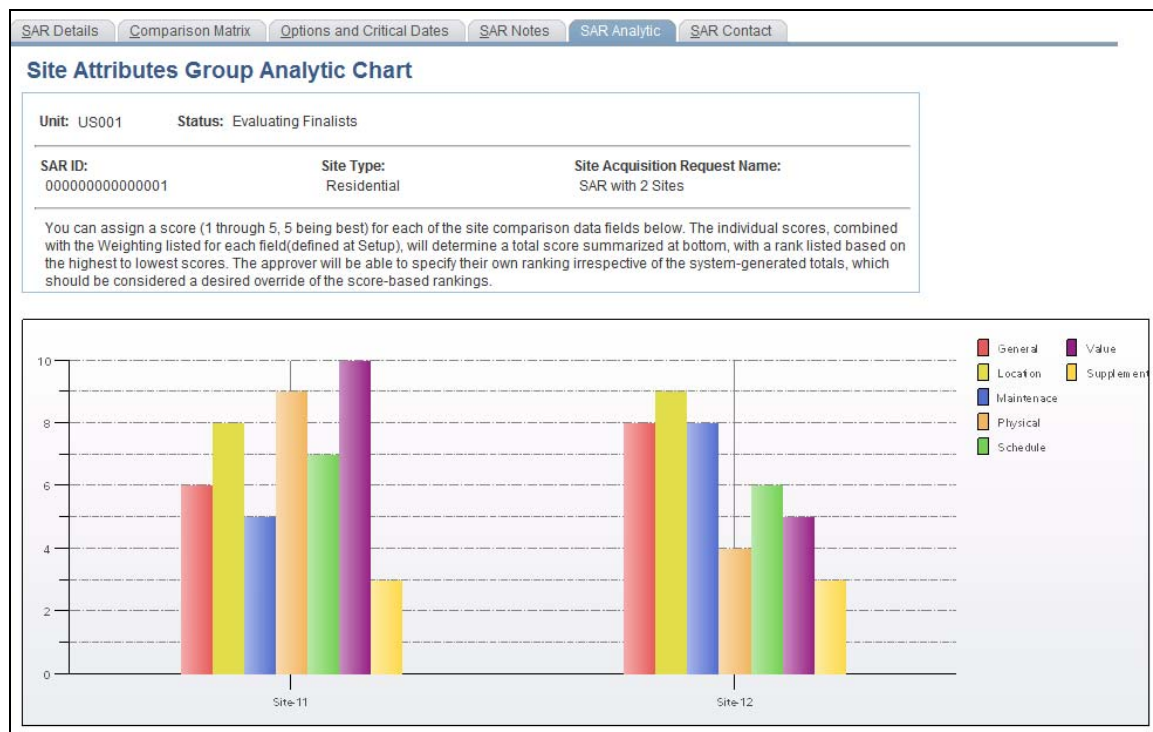 SAR Details Comparison Matrix Options and Critical Dates SAR Notes SAR Analytic SAR Contact
Site Attributes Group Analytic Chart
Unit: US001 Status: Evaluating Finalists
SAR ID: Site Type: Site Acquisition Request Name:
000000000000001 Residential SAR with 2 Sites
You can assign a score (1 through 5, 5 being best) for each of the site comparison data fields below. The individual scores, combined
with the Weighting listed for each field(defined at Setup), will determine a total score summarized at bottom, with a rank listed based on
the highest to lowest scores. The approver will be able to specify their own ranking irrespective of the system-generated totals, which
should be considered a desired override of the score-based rankings.
General Value
Location Supplement
Maintenace
Physical
Schedule
10
8
6
4
2
0
Site-11 Site-12